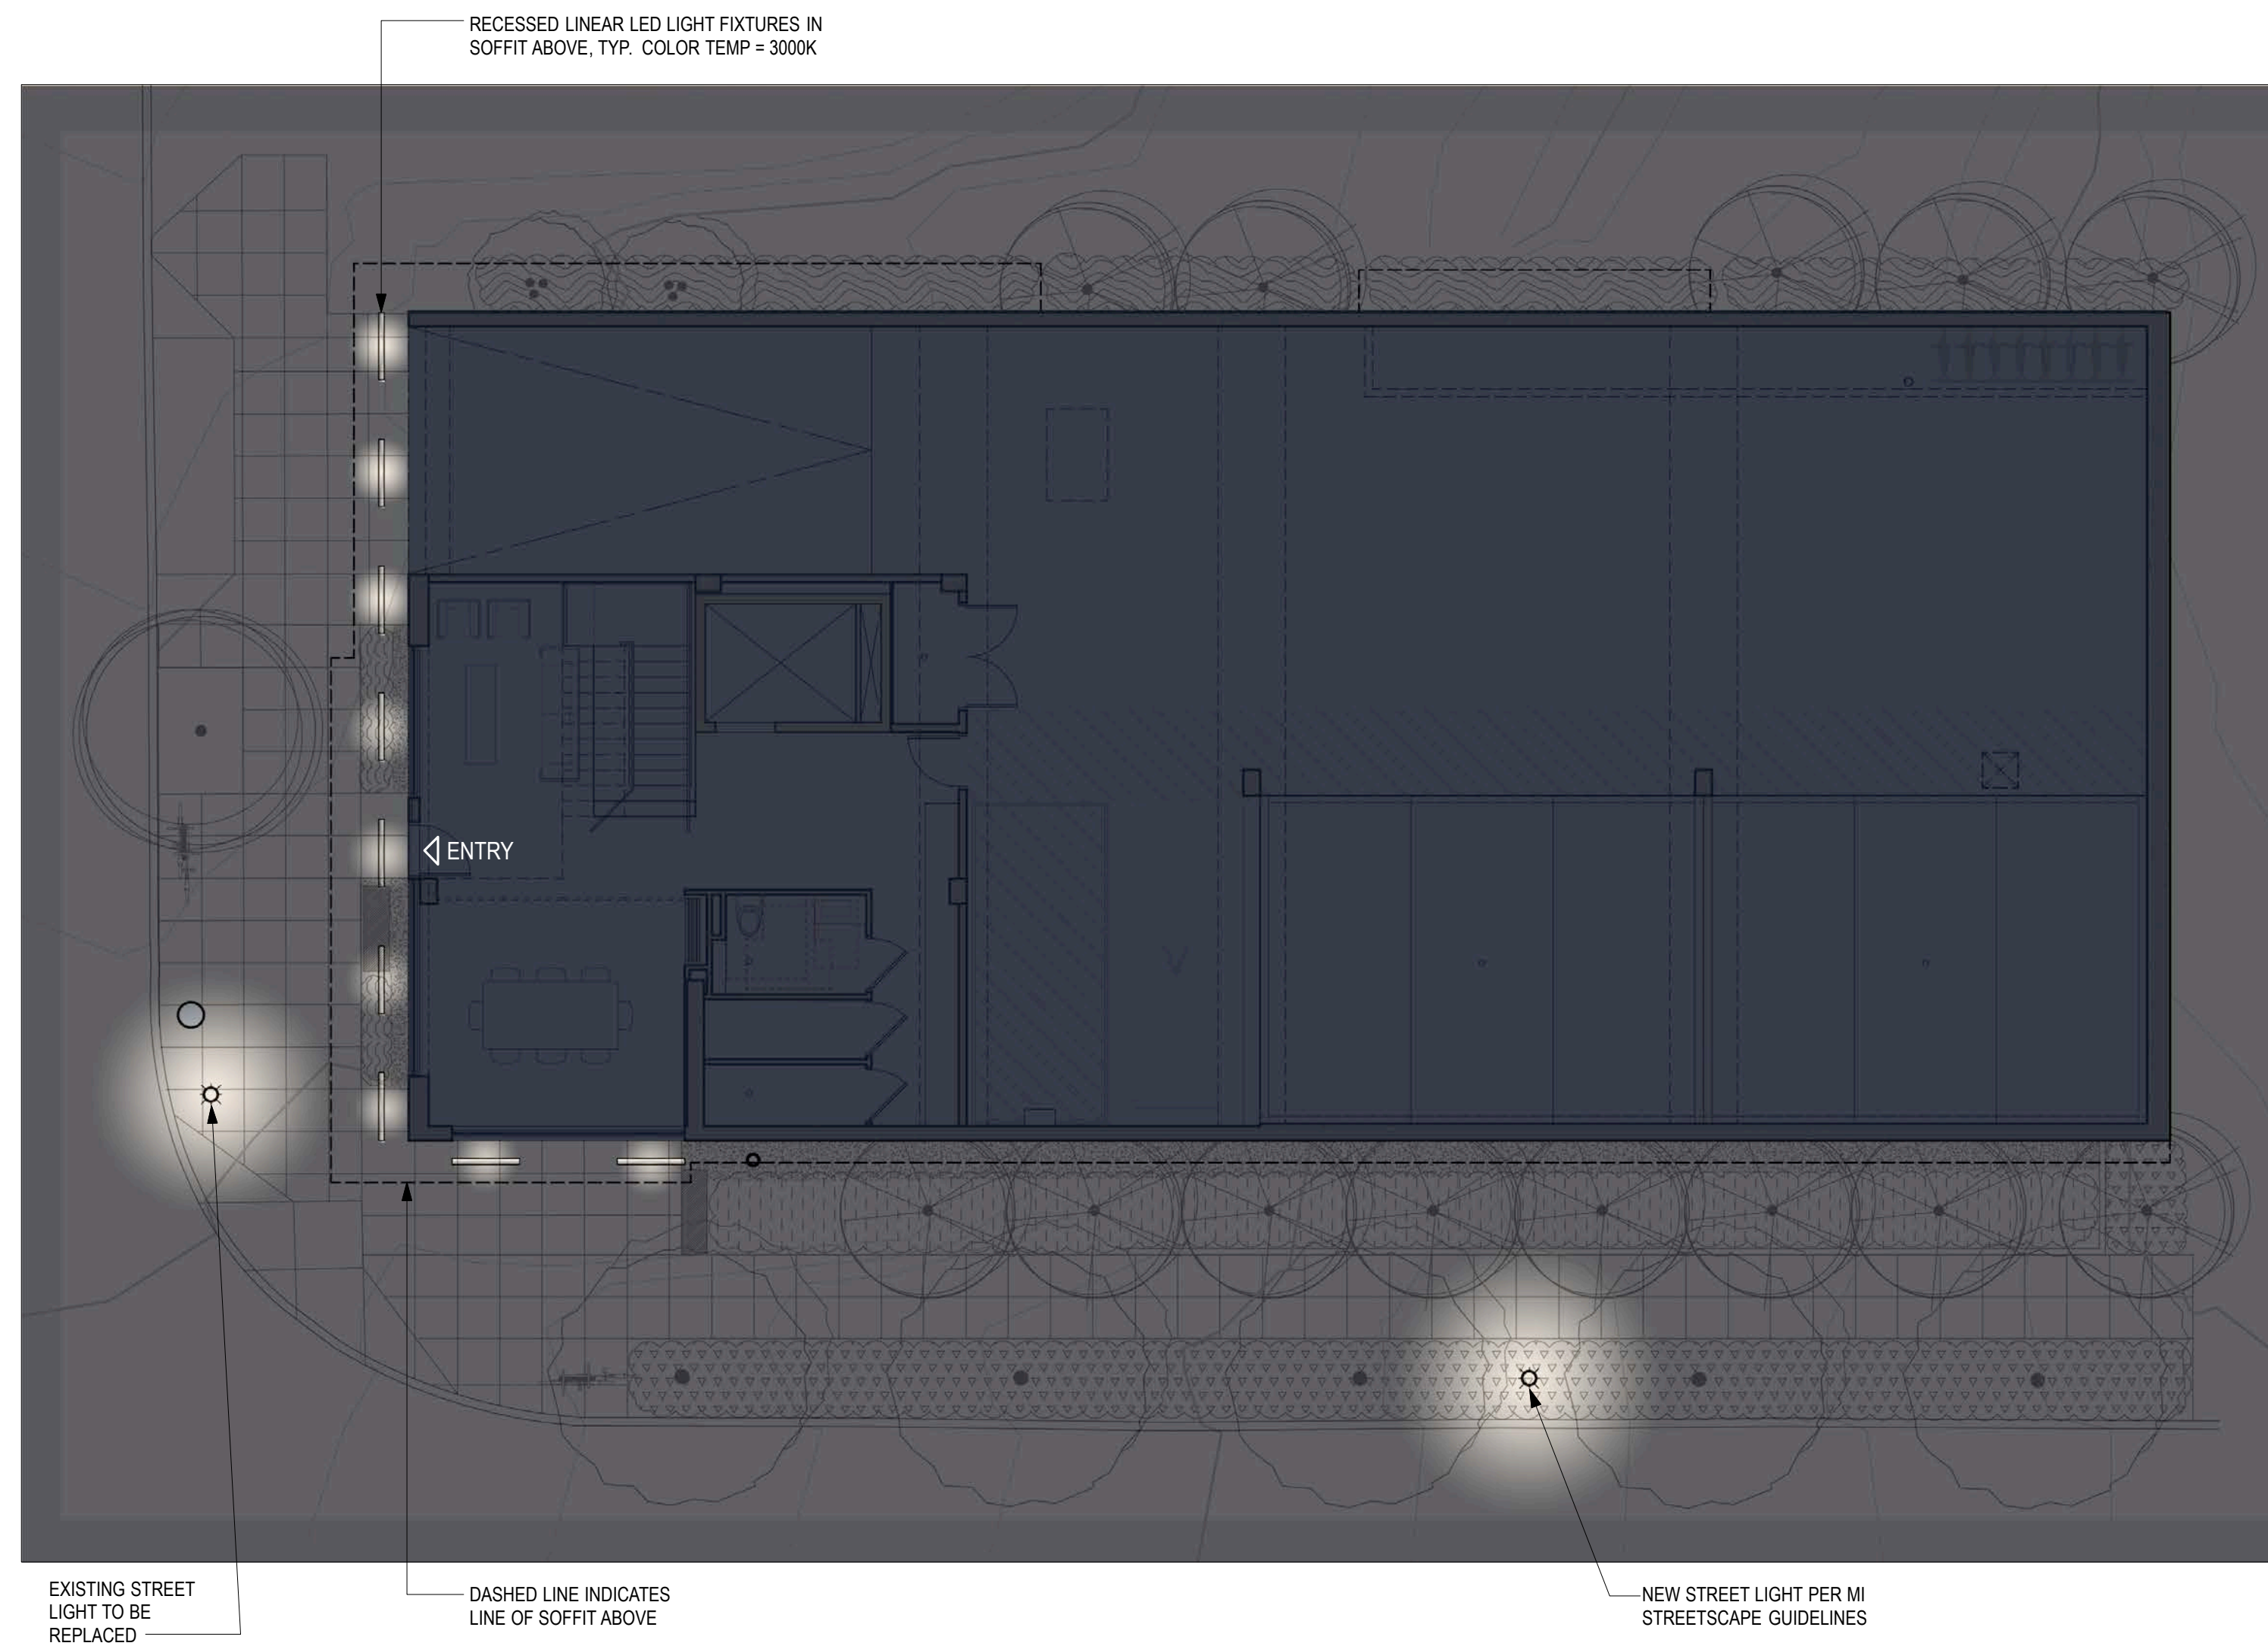 RECESSED LINEAR LED LIGHT FIXTURES IN
SOFFIT ABOVE, TYP. COLOR TEMP = 3000K
ENTRY
V
EXISTING STREET
LIGHT TO BE
REPLACED
DASHED LINE INDICATES
LINE OF SOFFIT ABOVE
NEW STREET LIGHT PER MI
STREETSCAPE GUIDELINES